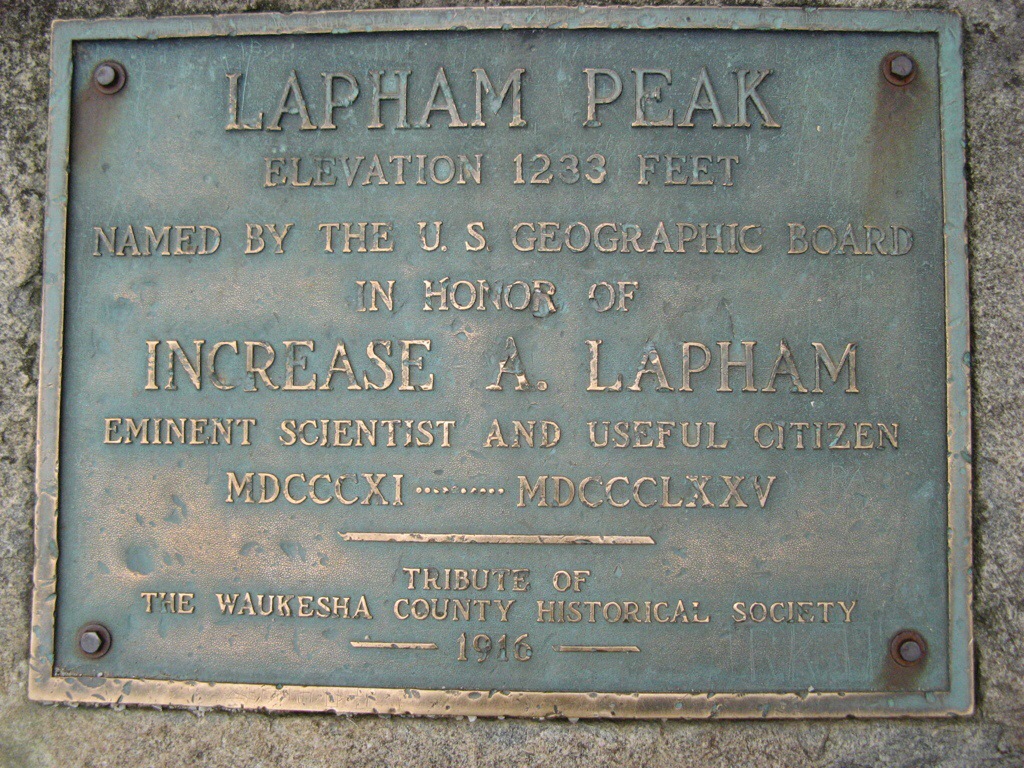 LAPHAM PEAK
ELEVATION 1233 FEET
NAMED BY THE U. S. GEOGRAPHIC BOARD
IN HONOR OF
INCREASE A. LAPHAM
EMINENT SCIENTIST AND USEFUL CITIZEN
MDCCCXI ......... MDCCCLXXV
TRIBUTE OF
THE WAUKESHA COUNTY HISTORICAL SOCIETY
1916